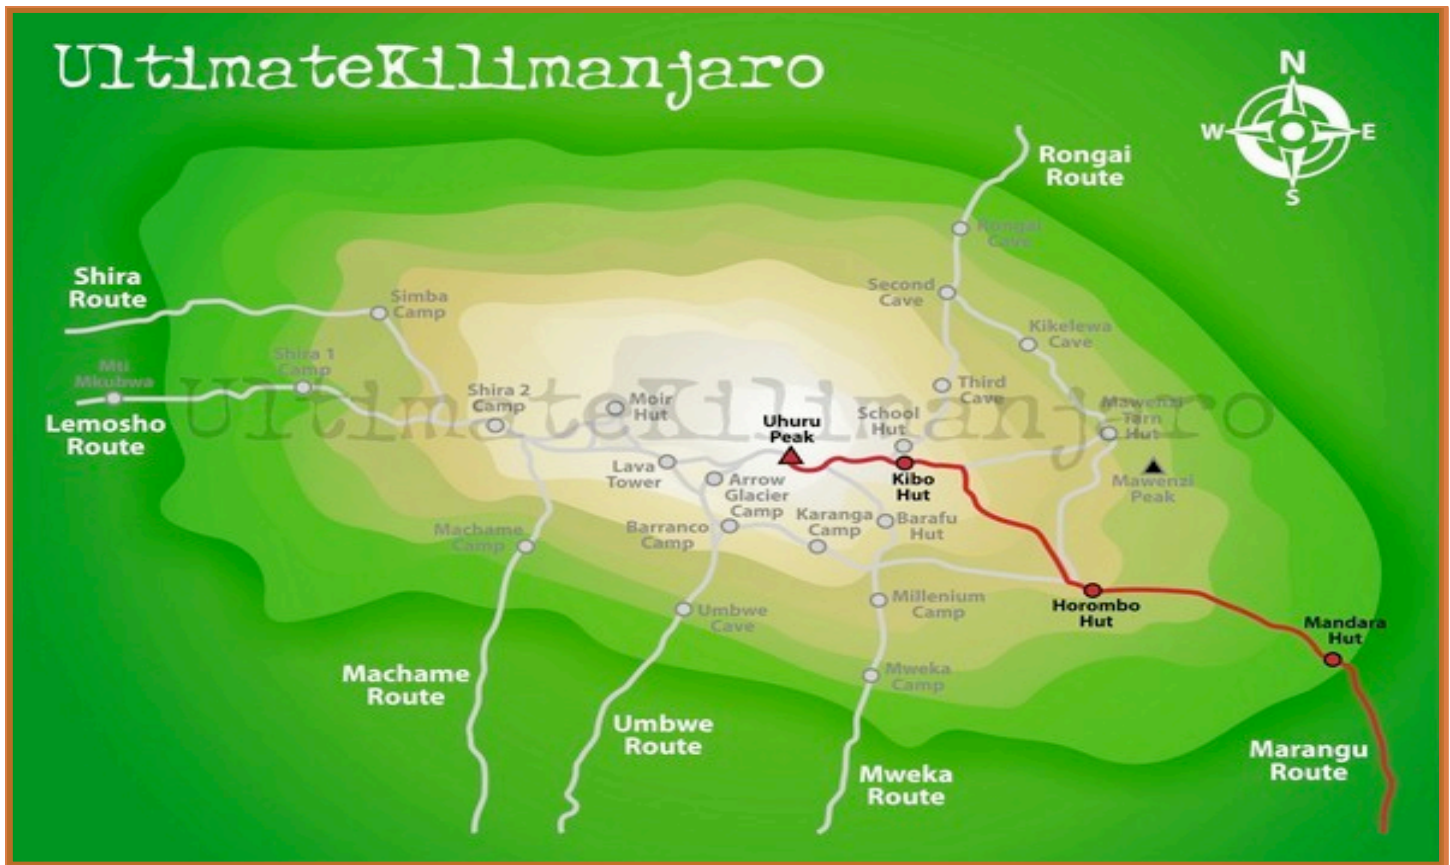 UltimateKilimanjaro
N
W
E
S
Rongai
Route
Rongai
Cave
Shira
Route
Simba
Camp
Second
Cave
Kikelewa
Cave
Mti
Mkubwa
Shira 1
Camp
Lemosho
Route
Shira 2
Camp
Moir
Hut
UltimateKilimanjaro
Third
Cave
Mawenzi
Tarn
Hut
School
Hut
Uhuru
Peak
Lava
Tower
Arrow
Glacier
Camp
Kibo
Hut
Mawenzi
Peak
Machame
Camp
Barranco
Camp
Karanga
Camp
Barafu
Hut
Umbwe
Cave
Millenium
Camp
Horombo
Hut
Mandara
Hut
Machame
Route
Mweka
Camp
Umbwe
Route
Mweka
Route
Marangu
Route